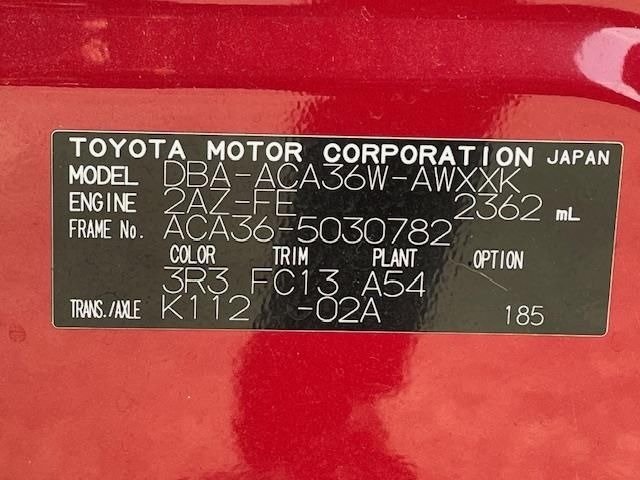 TOYOTA MOTOR CORPORATION JAPAN
MODEL DBA-ACA36W-AWXXK
ENGINE 2AZ-FE 2362 mL
FRAME No. ACA36-5030782
COLOR TRIM PLANT OPTION
3R3 FC13 A54
TRANS./AXLE K112 -02A 185